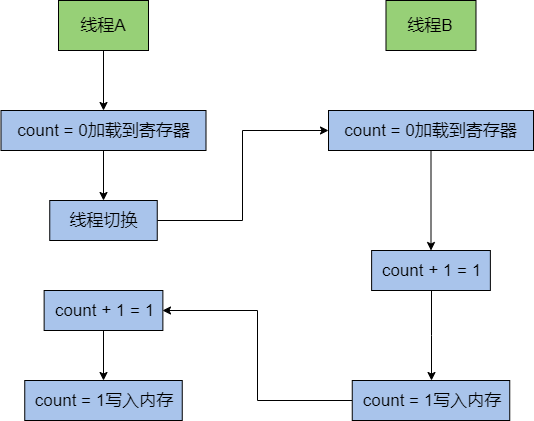 线程A
线程B
count = 0加载到寄存器
count = 0加载到寄存器
线程切换
count + 1 = 1
count + 1 = 1
count = 1写入内存
count = 1写入内存